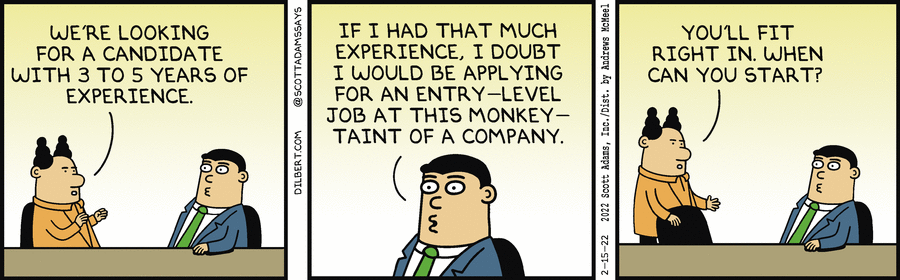 WE'RE LOOKING
FOR A CANDIDATE
WITH 3 TO 5 YEARS OF
EXPERIENCE.
DILBERT.COM
@SCOTTADAMSSAYS
IF I HAD THAT MUCH
EXPERIENCE, I DOUBT
I WOULD BE APPLYING
FOR AN ENTRY-LEVEL
JOB AT THIS MONKEY-
TAINT OF A COMPANY.
2-15-22 2022 Scott Adams, Inc./Dist. by Andrews McMeel
YOU'LL FIT
RIGHT IN. WHEN
CAN YOU START?